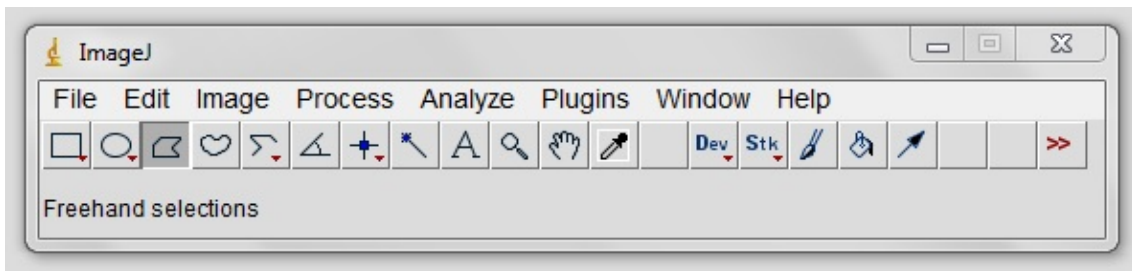 ImageJ
File Edit Image Process Analyze Plugins Window Help
A Dev Stk >>
Freehand selections